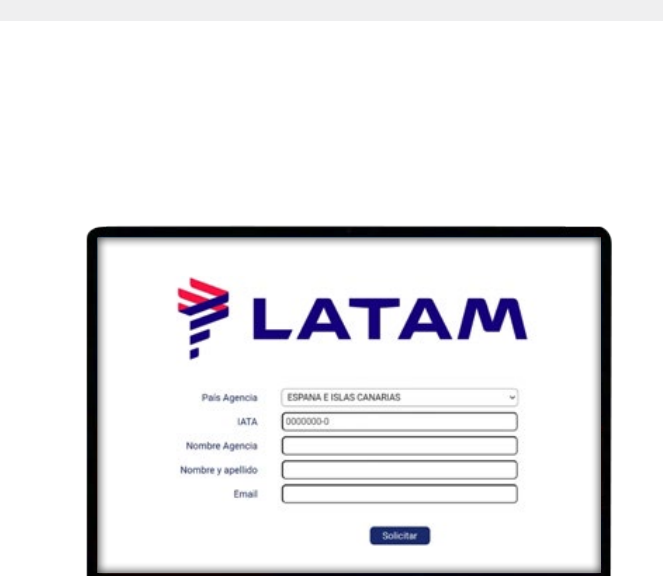 LATAM
País Agencia ESPANA E ISLAS CANARIAS
IATA 0000000-0
Nombre Agencia
Nombre y apellido
Email
Solicitar